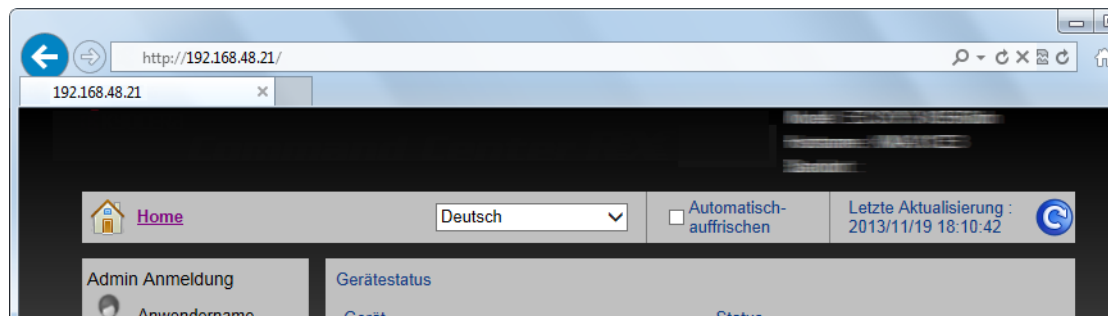 http://192.168.48.21/
192.168.48.21
Home
Deutsch
Automatisch-
auffrischen
Letzte Aktualisierung :
2013/11/19 18:10:42
Admin Anmeldung
Gerätestatus
Anwendername
Gerät
Status